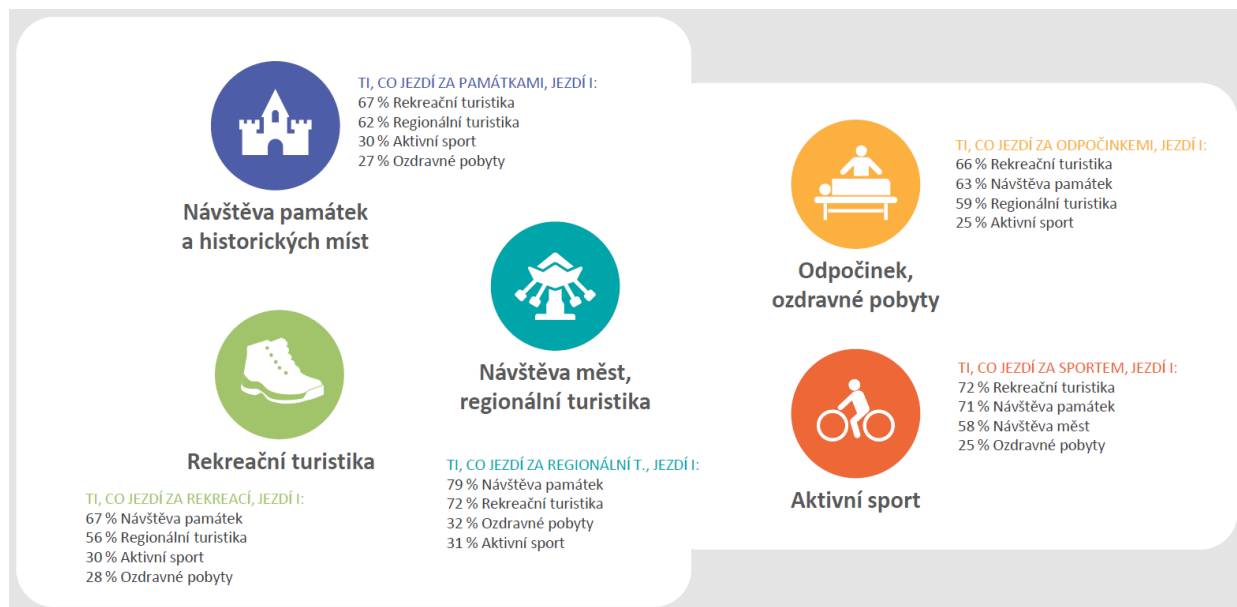 TI, CO JEZDÍ ZA PAMÁTKAMI, JEZDÍ I:
67 % Rekreační turistika
62 % Regionální turistika
30 % Aktivní sport
27 % Ozdravné pobyty
Návštěva památek
a historických míst
Rekreační turistika
TI, CO JEZDÍ ZA REKREACÍ, JEZDÍ I:
67 % Návštěva památek
56 % Regionální turistika
30 % Aktivní sport
28 % Ozdravné pobyty
Návštěva měst,
regionální turistika
TI, CO JEZDÍ ZA REGIONÁLNÍ T., JEZDÍ I:
79 % Návštěva památek
72 % Rekreační turistika
32 % Ozdravné pobyty
31 % Aktivní sport
TI, CO JEZDÍ ZA ODPOČINKEMI, JEZDÍ I:
66 % Rekreační turistika
63 % Návštěva památek
59 % Regionální turistika
25 % Aktivní sport
Odpočinek,
ozdravné pobyty
TI, CO JEZDÍ ZA SPORTEM, JEZDÍ I:
72 % Rekreační turistika
71 % Návštěva památek
58 % Návštěva měst
25 % Ozdravné pobyty
Aktivní sport